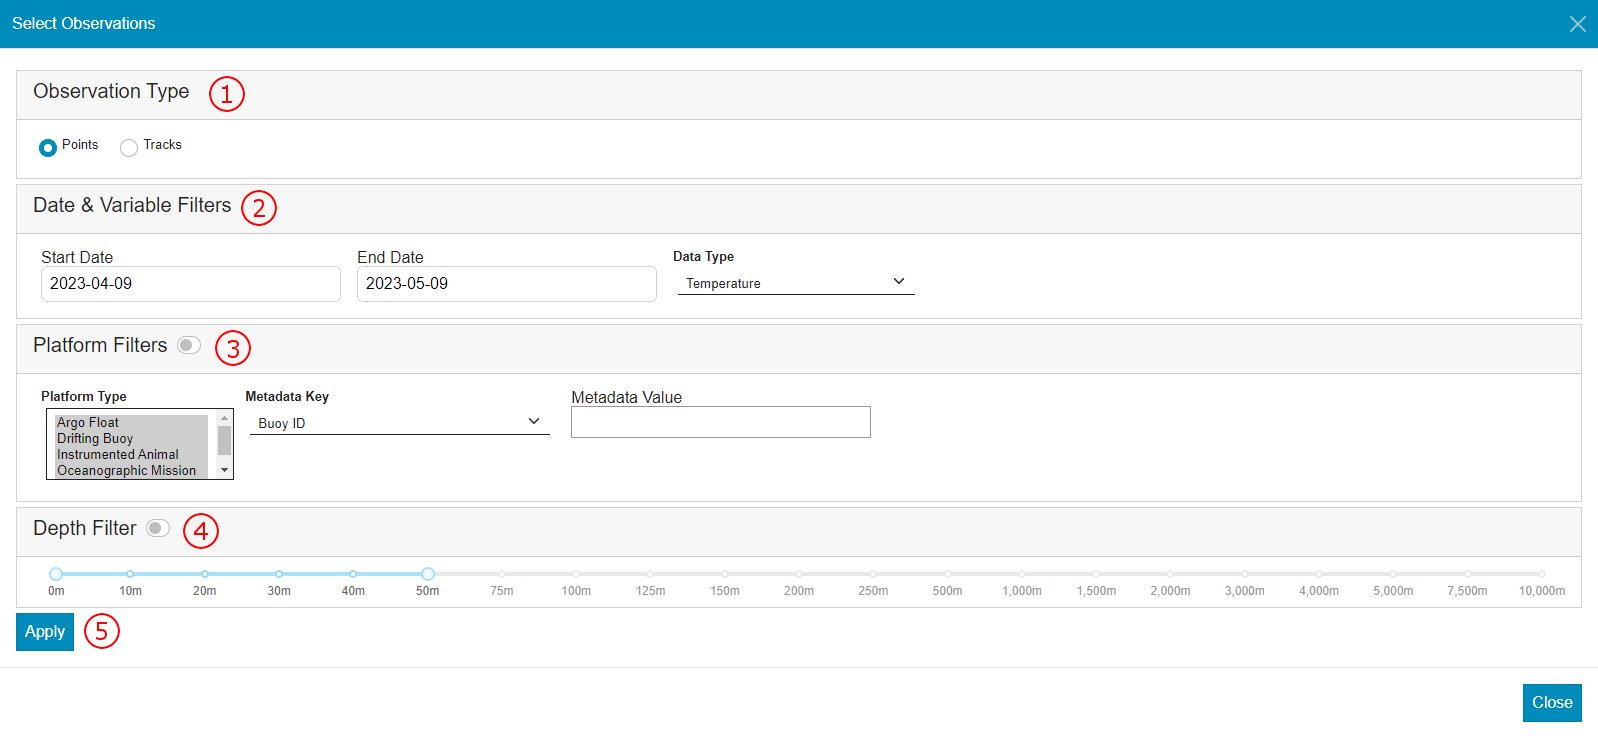 Select Observations
Observation Type 1
Points Tracks
Date & Variable Filters 2
Start Date End Date Data Type
2023-04-09 2023-05-09 Temperature
Platform Filters 3
Platform Type Metadata Key Metadata Value
Argo Float
Buoy ID
Drifting Buoy
Instrumented Animal
Oceanographic Mission
Depth Filter 4
0m 10m 20m 30m 40m 50m 75m 100m 125m 150m 200m 250m 500m 1,000m 1,500m 2,000m 3,000m 4,000m 5,000m 7,500m 10,000m
Apply 5
Close